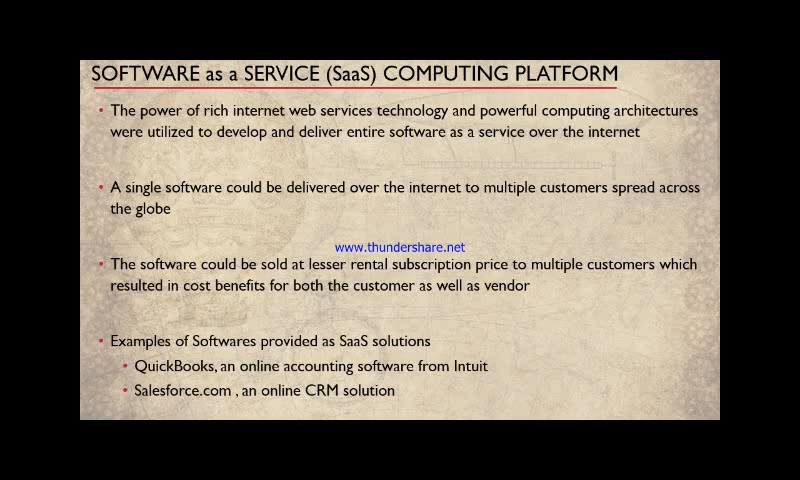 SOFTWARE as a SERVICE (SaaS) COMPUTING PLATFORM
• The power of rich internet web services technology and powerful computing architectures
were utilized to develop and deliver entire software as a service over the internet
• A single software could be delivered over the internet to multiple customers spread across
the globe
www.thundershare.net
• The software could be sold at lesser rental subscription price to multiple customers which
resulted in cost benefits for both the customer as well as vendor
• Examples of Softwares provided as SaaS solutions
• QuickBooks, an online accounting software from Intuit
• Salesforce.com , an online CRM solution